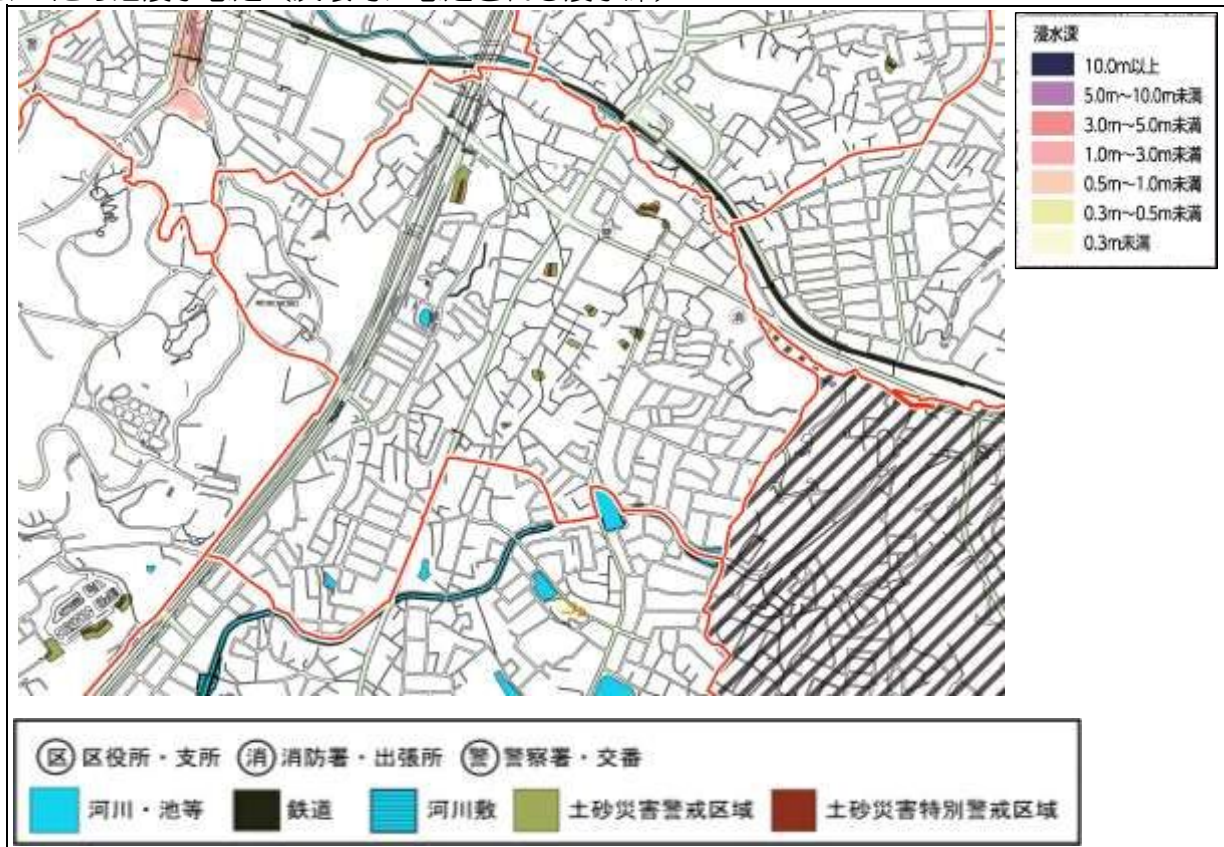 浸水深
10.0m以上
5.0m～10.0m未満
3.0m～5.0m未満
1.0m～3.0m未満
0.5m～1.0m未満
0.3m～0.5m未満
0.3m未満
区 区役所・支所 消 消防署・出張所 警 警察署・交番
河川・池等 鉄道 河川敷 土砂災害警戒区域 土砂災害特別警戒区域